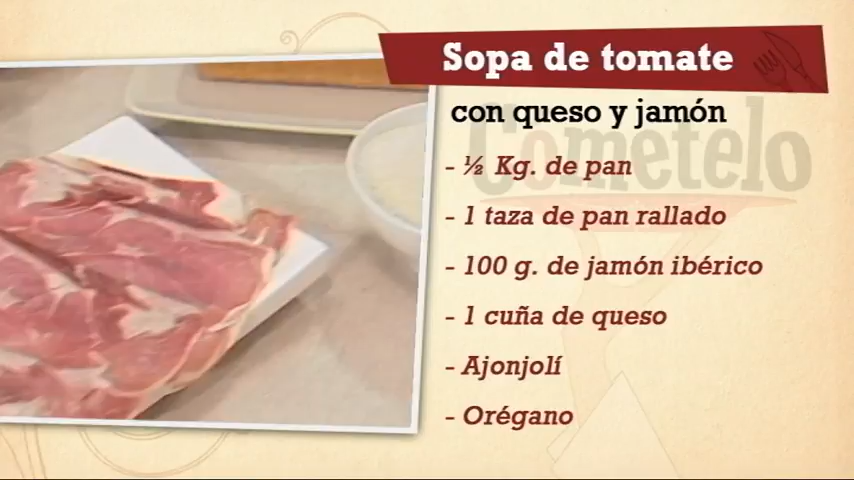 Sopa de tomate
con queso y jamón
Cometelo
- ½ Kg. de pan
- 1 taza de pan rallado
- 100 g. de jamón ibérico
- 1 cuña de queso
- Ajonjolí
- Orégano